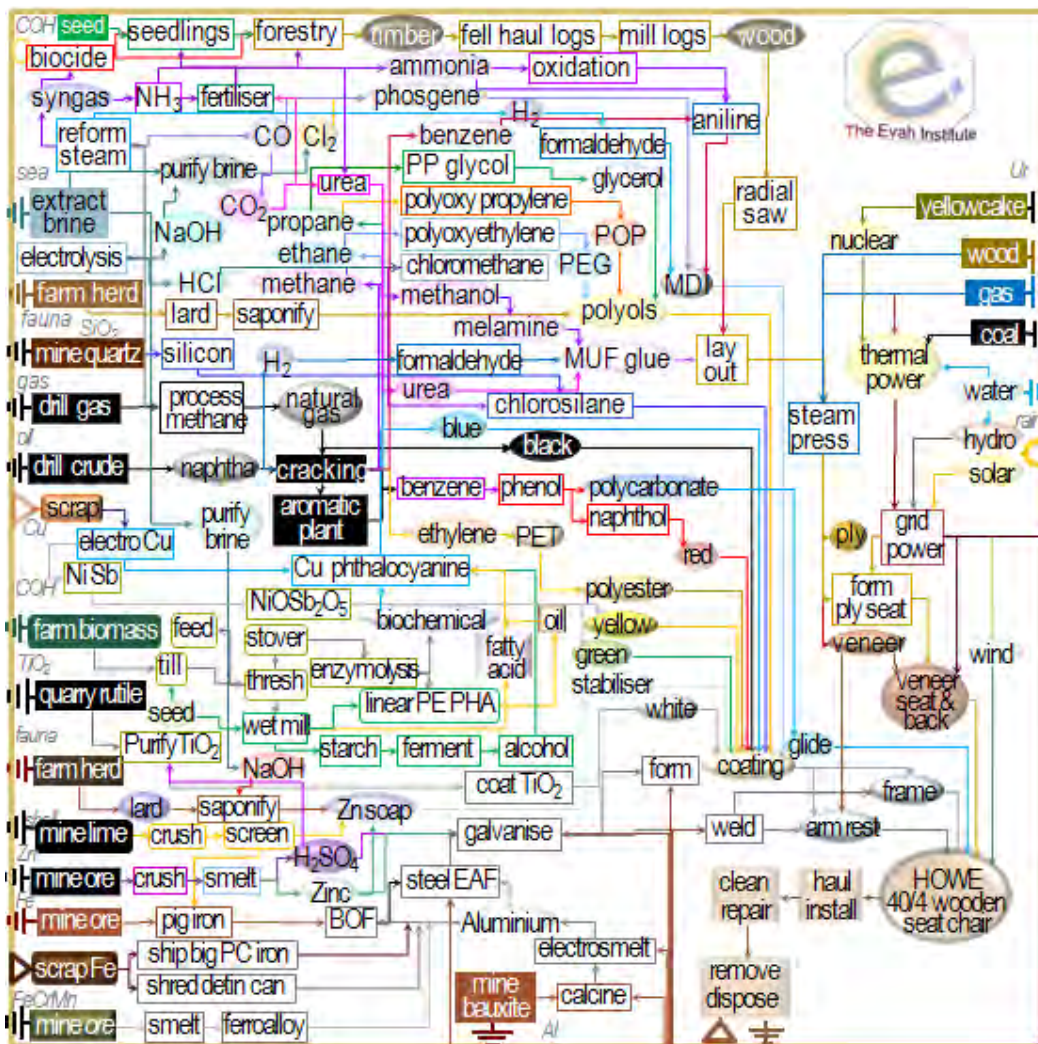 COH seed seedlings forestry timber fell haul logs mill logs wood
biocide ammonia oxidation
syngas NH3 fertiliser phosgene H2
reform
steam CO Cl2 benzene formaldehyde aniline
The Evah Institute
sea purify brine PP glycol glycerol Ur
extract
brine CO2 urea propane polyoxy propylene radial
saw yellowcake
NaOH POP nuclear
electrolysis ethane polyoxyethylene PEG wood
HCl methane chloromethane MDI gas
farm herd methanol
fauna lard saponify polyols coal
SiO2 melamine
mine quartz silicon H2 formaldehyde MUF glue lay
out thermal
power
gas urea water
drill gas process
methane natural
gas chlorosilane steam
press rain
oil blue black hydro
drill crude naphtha cracking solar
scrap aromatic
plant benzene phenol polycarbonate
Cu purify
brine naphthol grid
power
electro Cu ethylene PET red ply
COH Ni Sb Cu phthalocyanine form
ply seat
NiOSb2O5 polyester
farm biomass feed stover biochemical oil yellow veneer
TiO2 till enzymolysis fatty
acid green wind
quarry rutile thresh stabiliser veneer
seat &
back
seed wet mill linear PE PHA white
fauna Purify TiO2 starch ferment alcohol glide
farm herd NaOH coat TiO2 form coating
shell lard saponify Zn soap frame
mine lime crush screen galvanise weld arm rest
Zn H2SO4
mine ore crush smelt Zinc steel EAF clean
repair haul
install HOWE
40/4 wooden
seat chair
Fe
mine ore pig iron BOF Aluminium
scrap Fe ship big PC iron electrosmelt
shred detin can mine
bauxite calcine remove
dispose
FeCrMn
mine ore smelt ferroalloy Al